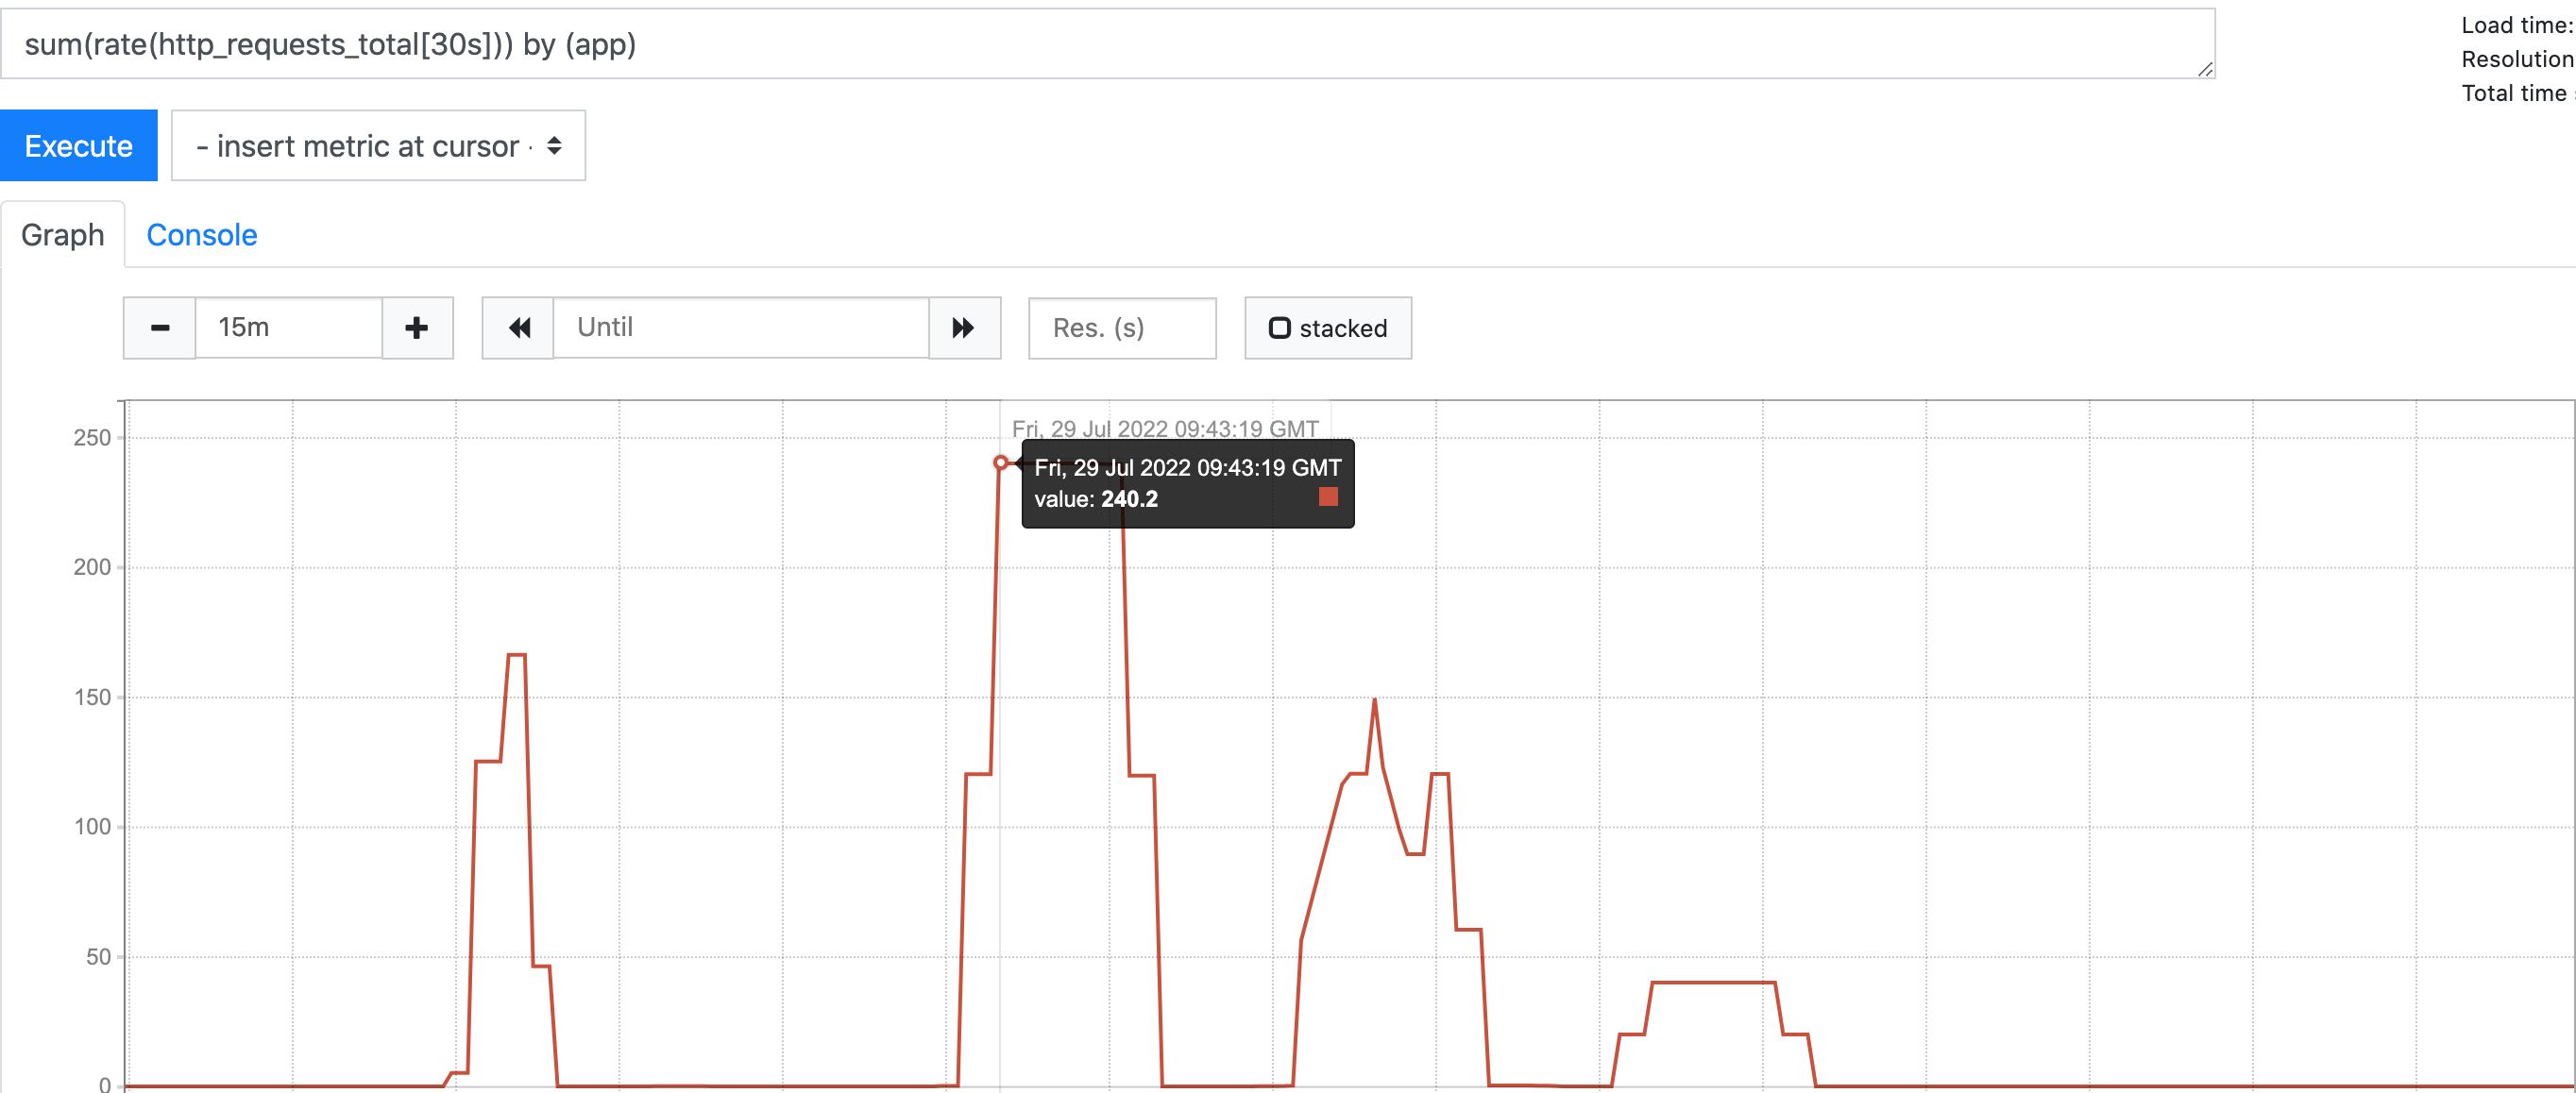 sum(rate(http_requests_total[30s])) by (app)
Load time:
Resolution
Total time
Execute
- insert metric at cursor -
Graph Console
15m Until Res. (s) stacked
Fri, 29 Jul 2022 09:43:19 GMT
Fri, 29 Jul 2022 09:43:19 GMT
value: 240.2
250
200
150
100
50
0